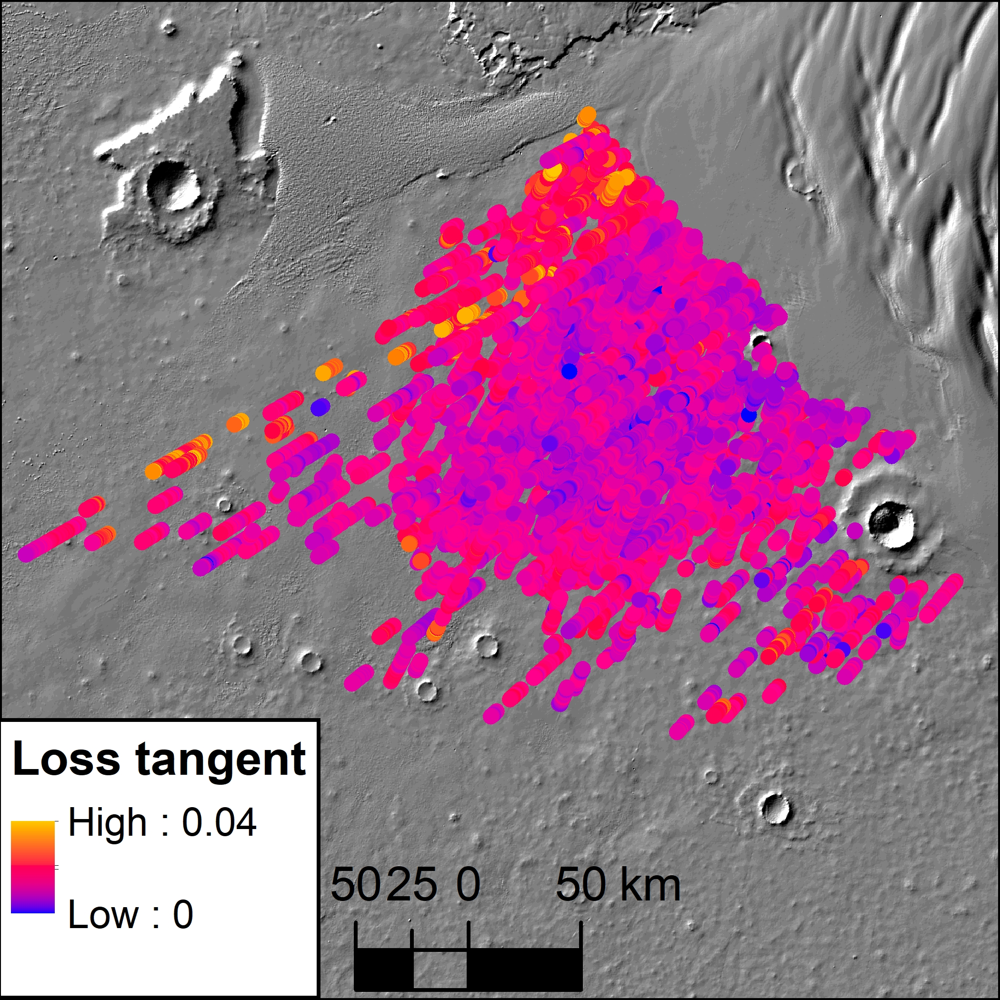 Loss tangent
High : 0.04
Low : 0
50 25 0 50 km